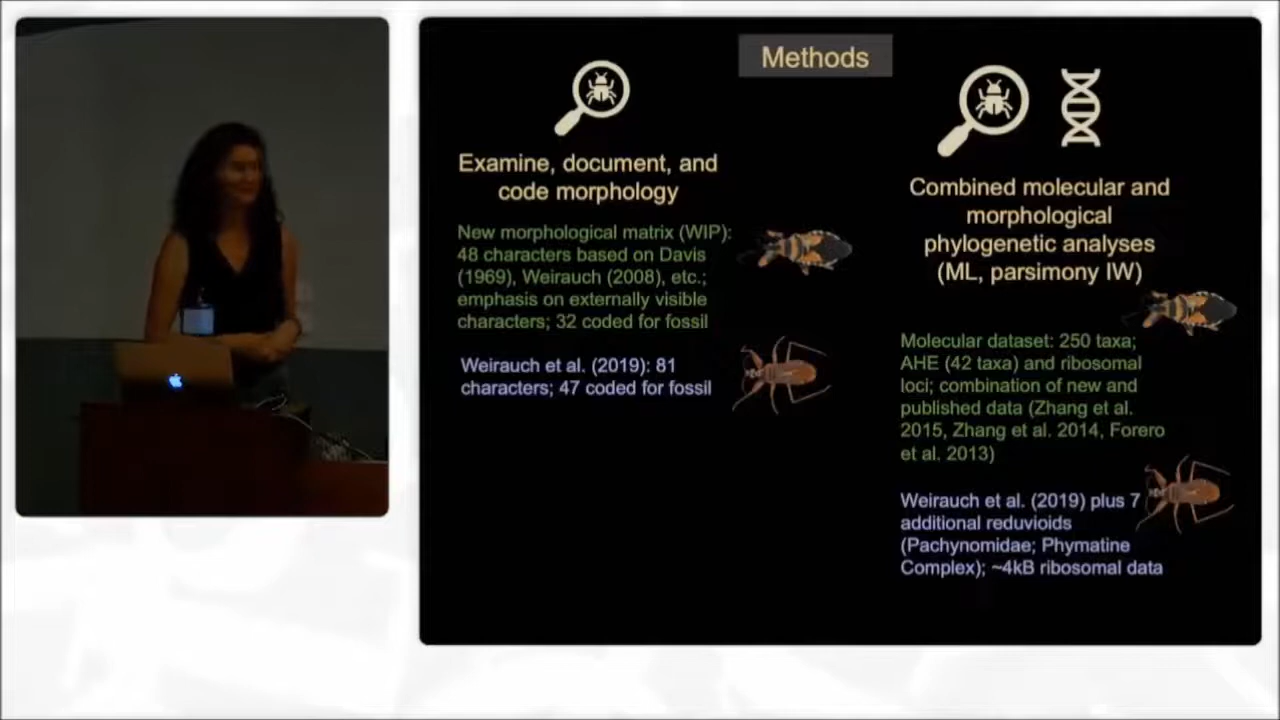 Methods
Examine, document, and
code morphology
New morphological matrix (WIP):
48 characters based on Davis
(1969), Weirauch (2008), etc.;
emphasis on externally visible
characters; 32 coded for fossil
Weirauch et al. (2019): 81
characters; 47 coded for fossil
Combined molecular and
morphological
phylogenetic analyses
(ML, parsimony IW)
Molecular dataset: 250 taxa;
AHE (42 taxa) and ribosomal
loci; combination of new and
published data (Zhang et al.
2015, Zhang et al. 2014, Forero
et al. 2013)
Weirauch et al. (2019) plus 7
additional reduvioids
(Pachynomidae; Phymatine
Complex); ~4kB ribosomal data